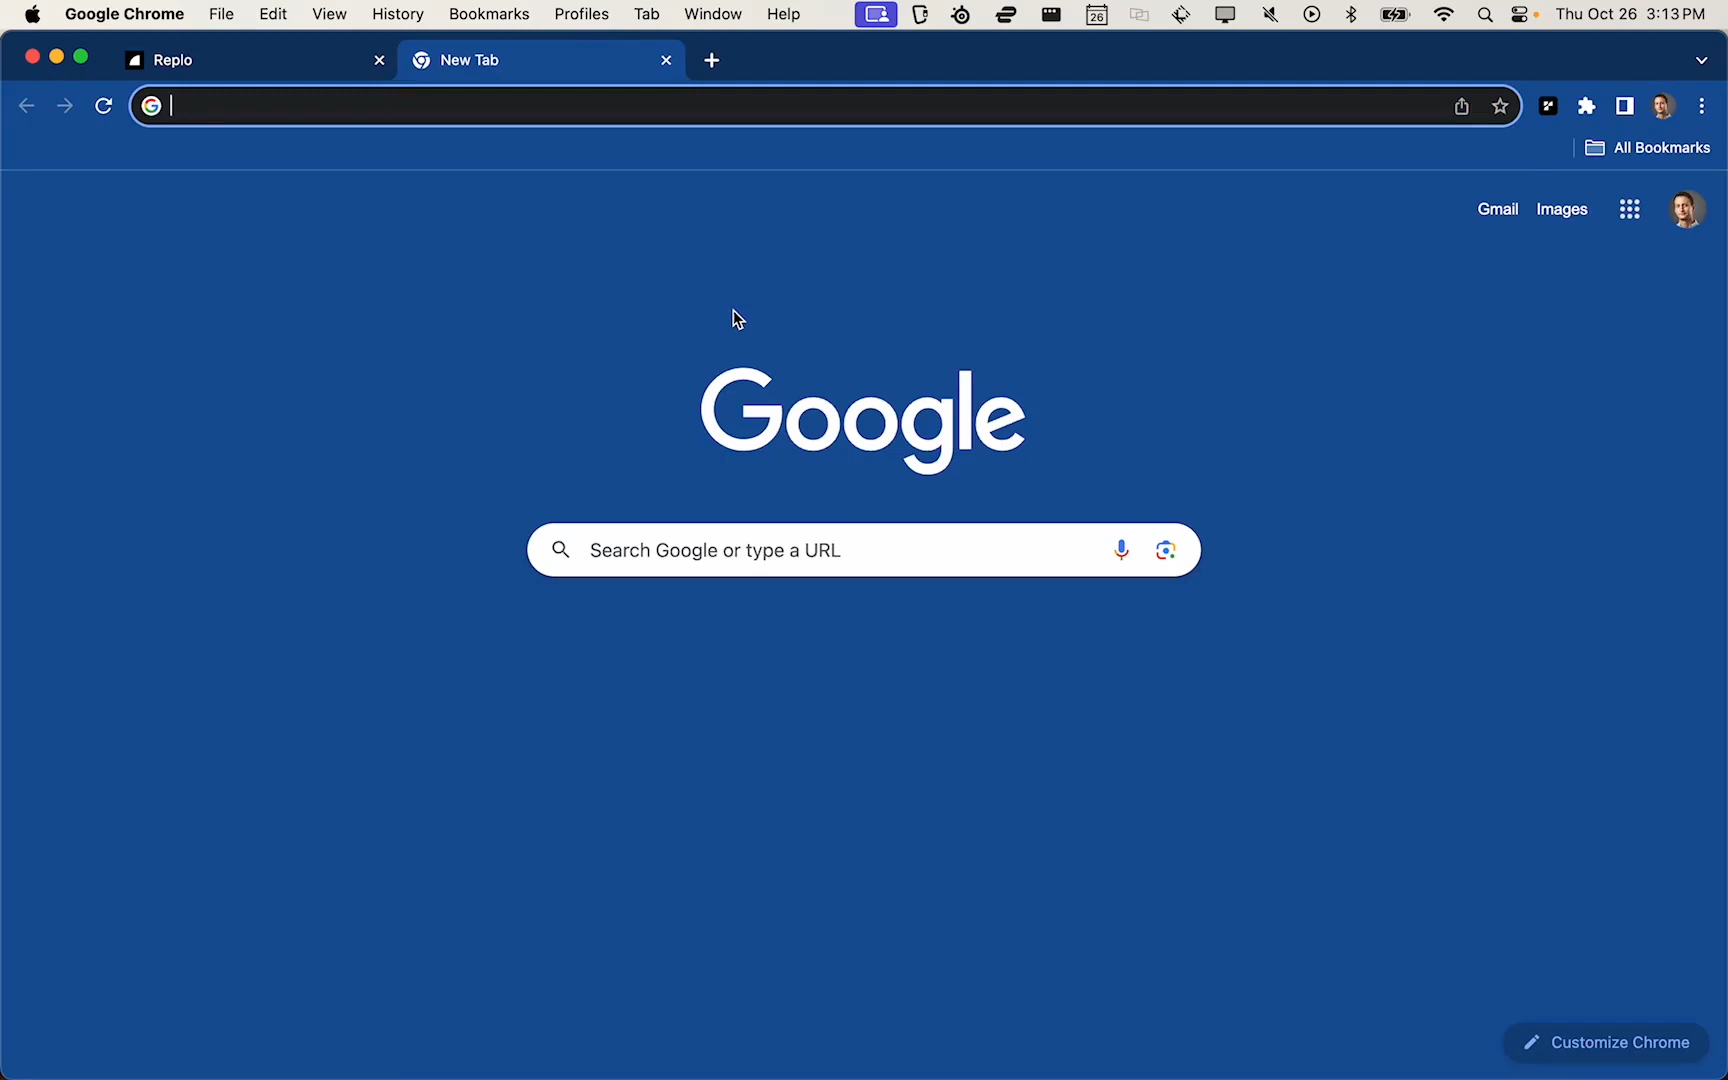 Google Chrome File Edit View History Bookmarks Profiles Tab Window Help 26 Thu Oct 26 3:13 PM
Replo New Tab
All Bookmarks
Gmail Images
Google
Search Google or type a URL
Customize Chrome